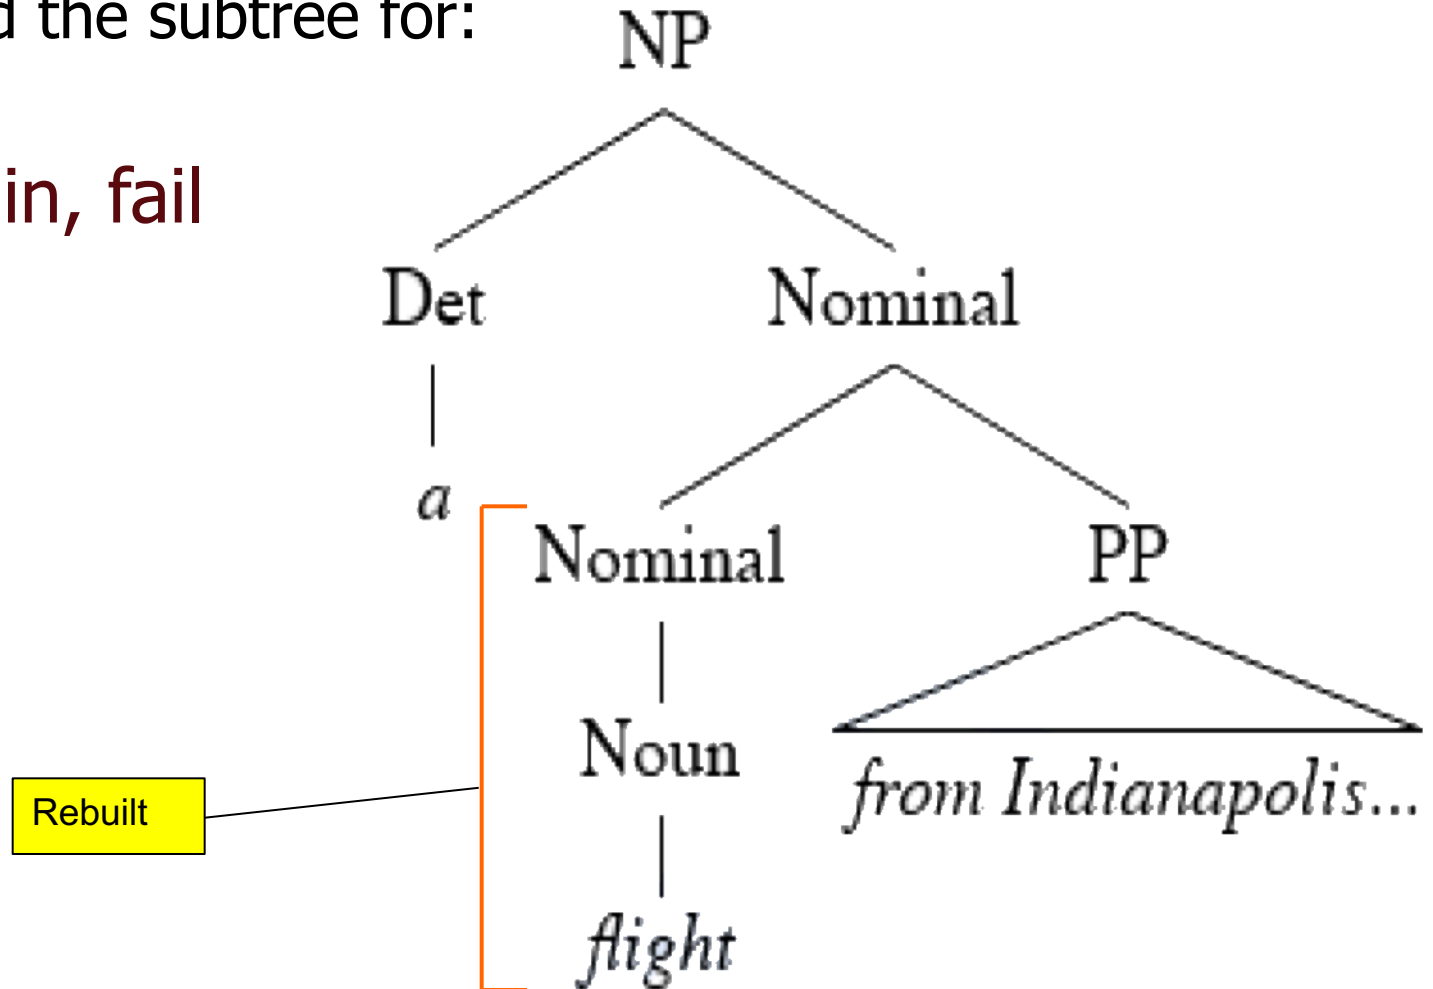 d the subtree for:
NP
in, fail
Det Nominal
a
Nominal PP
Noun
from Indianapolis...
Rebuilt
flight